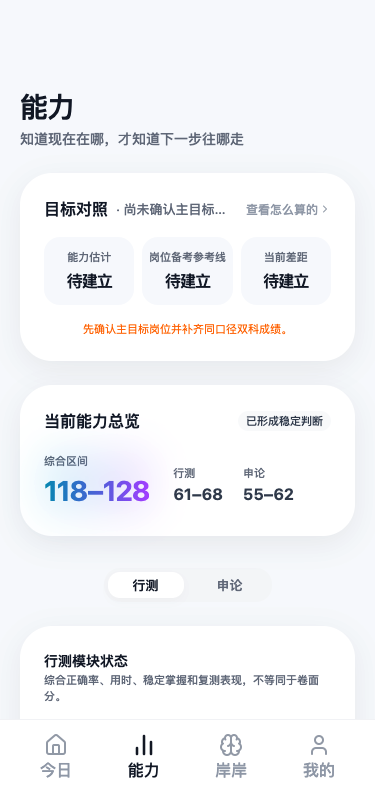 能力
知道现在在哪，才知道下一步往哪走
目标对照 · 尚未确认主目标... 查看怎么算的 >
能力估计 岗位备考参考线 当前差距
待建立 待建立 待建立
先确认主目标岗位并补齐同口径双科成绩。
当前能力总览 已形成稳定判断
综合区间 行测 申论
118–128 61–68 55–62
行测 申论
行测模块状态
综合正确率、用时、稳定掌握和复测表现，不等同于卷面
分。
今日 能力 岸岸 我的